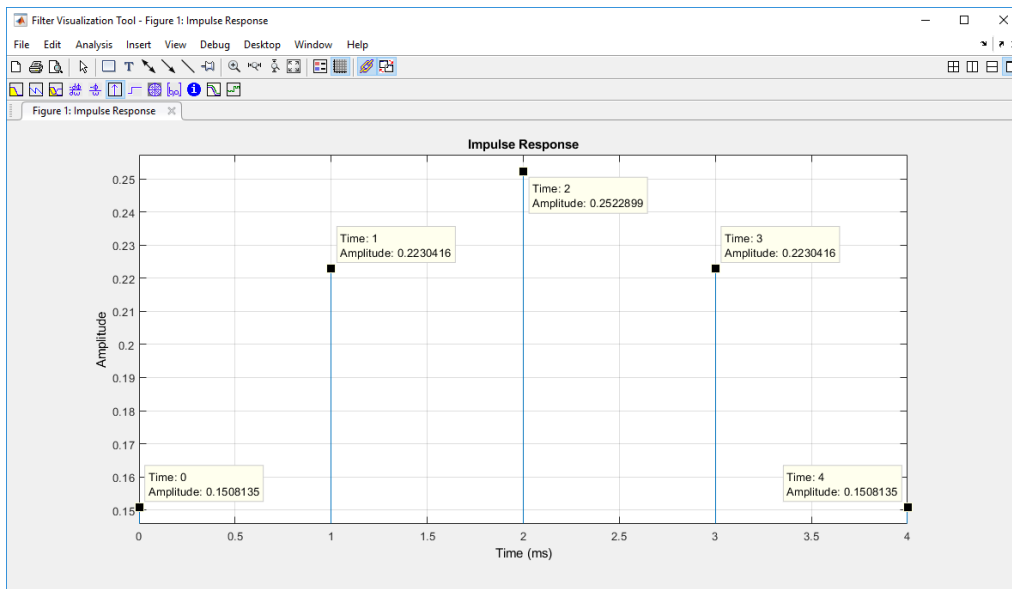 Filter Visualization Tool - Figure 1: Impulse Response
File Edit Analysis Insert View Debug Desktop Window Help
Figure 1: Impulse Response
Impulse Response
Time: 2
Amplitude: 0.2522899
Time: 1
Amplitude: 0.2230416
Time: 3
Amplitude: 0.2230416
Time: 0
Amplitude: 0.1508135
Time: 4
Amplitude: 0.1508135
Amplitude
0.25
0.24
0.23
0.22
0.21
0.2
0.19
0.18
0.17
0.16
0.15
0 0.5 1 1.5 2 2.5 3 3.5 4
Time (ms)